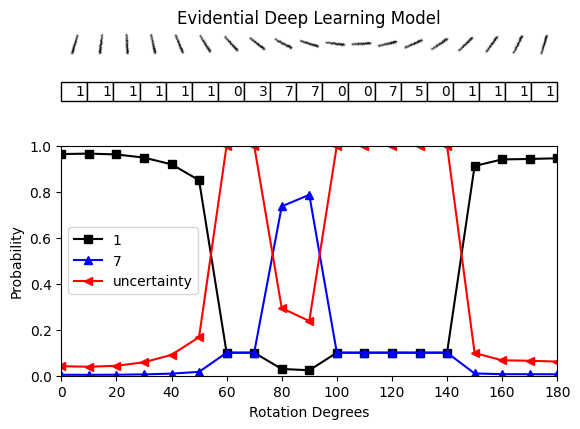 Evidential Deep Learning Model
1 1 1 1 1 1 0 3 7 7 0 0 7 5 0 1 1 1 1
1.0
0.8
0.6
0.4
0.2
0.0
Probability
1
7
uncertainty
0 20 40 60 80 100 120 140 160 180
Rotation Degrees